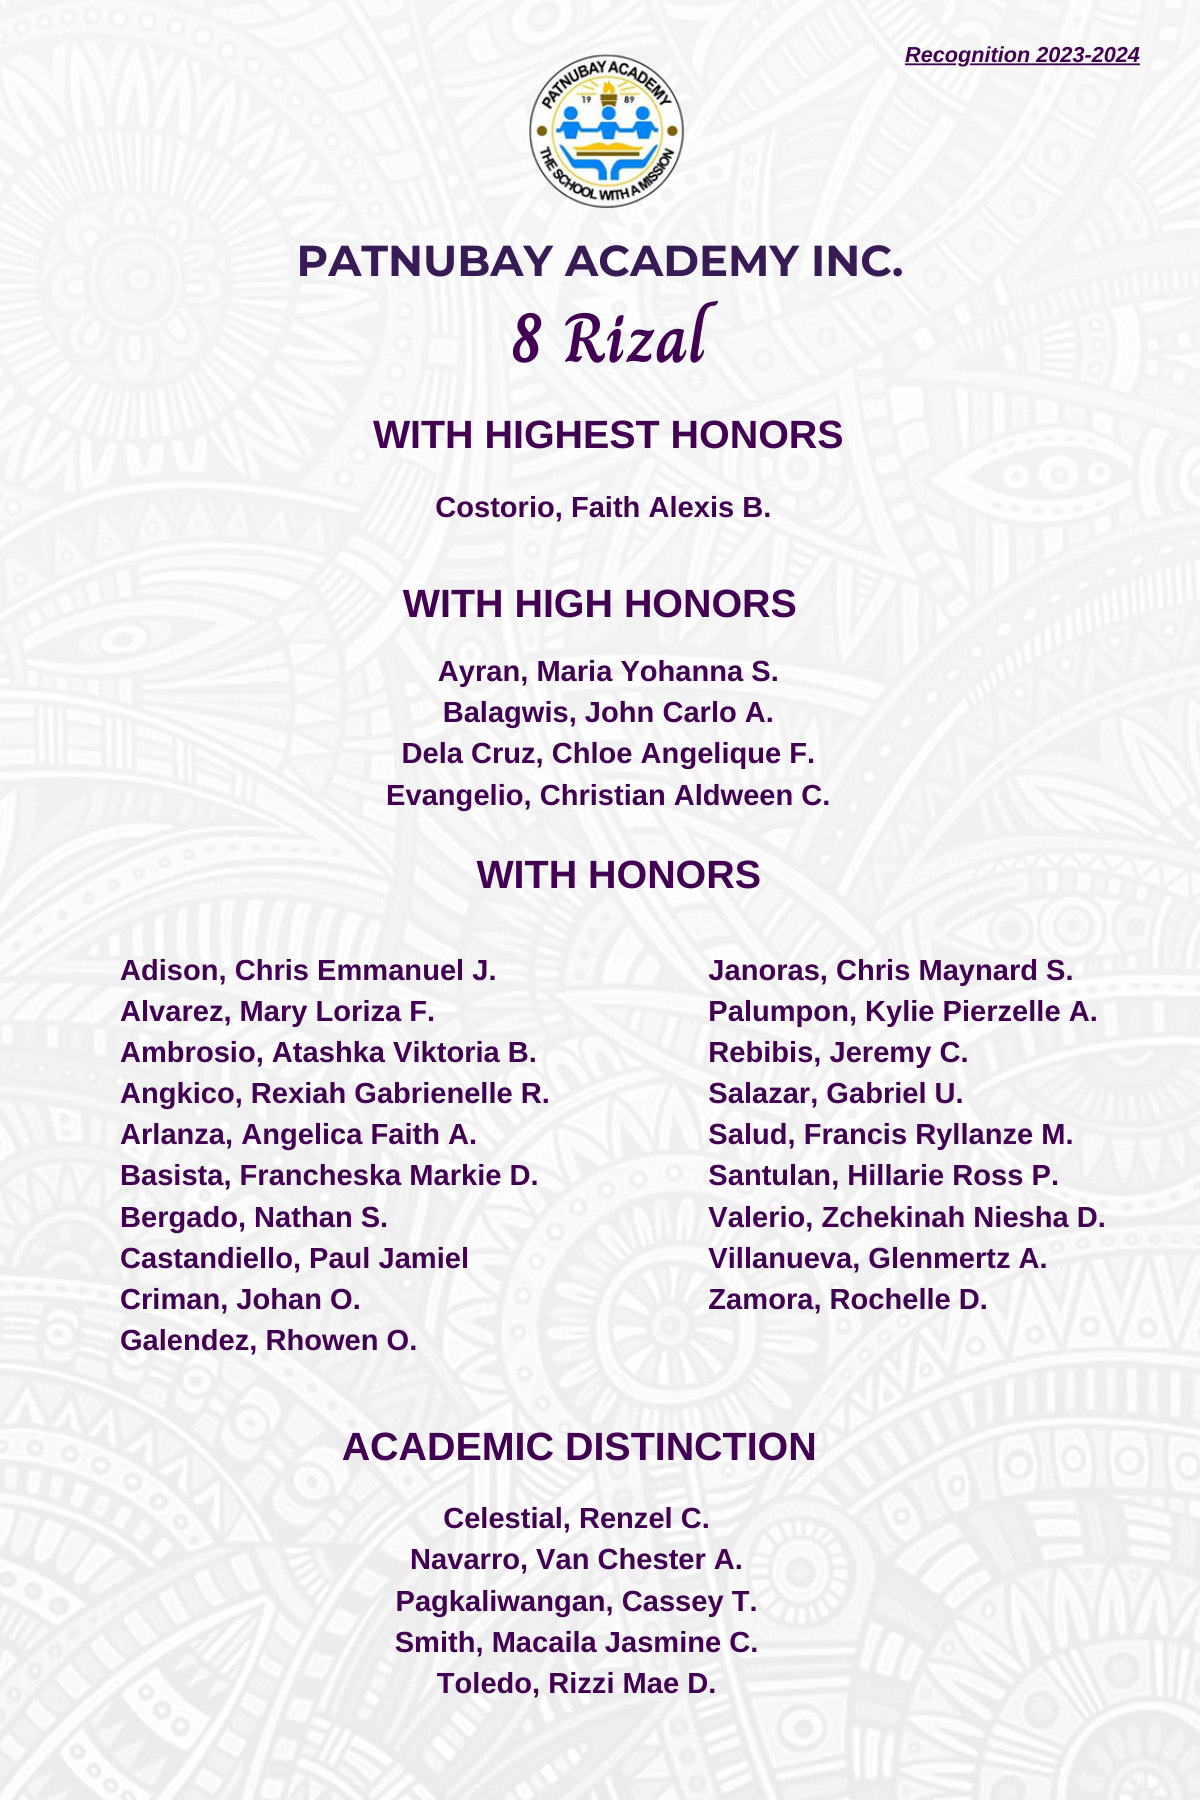 Recognition 2023-2024
PATNUBAY ACADEMY
19 89
THE SCHOOL WITH A MISSION
PATNUBAY ACADEMY INC.
8 Rizal
WITH HIGHEST HONORS
Costorio, Faith Alexis B.
WITH HIGH HONORS
Ayran, Maria Yohanna S.
Balagwis, John Carlo A.
Dela Cruz, Chloe Angelique F.
Evangelio, Christian Aldween C.
WITH HONORS
Adison, Chris Emmanuel J.
Alvarez, Mary Loriza F.
Ambrosio, Atashka Viktoria B.
Angkico, Rexiah Gabrienelle R.
Arlanza, Angelica Faith A.
Basista, Francheska Markie D.
Bergado, Nathan S.
Castandiello, Paul Jamiel
Criman, Johan O.
Galendez, Rhowen O.
Janoras, Chris Maynard S.
Palumpon, Kylie Pierzelle A.
Rebibis, Jeremy C.
Salazar, Gabriel U.
Salud, Francis Ryllanze M.
Santulan, Hillarie Ross P.
Valerio, Zchekinah Niesha D.
Villanueva, Glenmertz A.
Zamora, Rochelle D.
ACADEMIC DISTINCTION
Celestial, Renzel C.
Navarro, Van Chester A.
Pagkaliwangan, Cassey T.
Smith, Macaila Jasmine C.
Toledo, Rizzi Mae D.